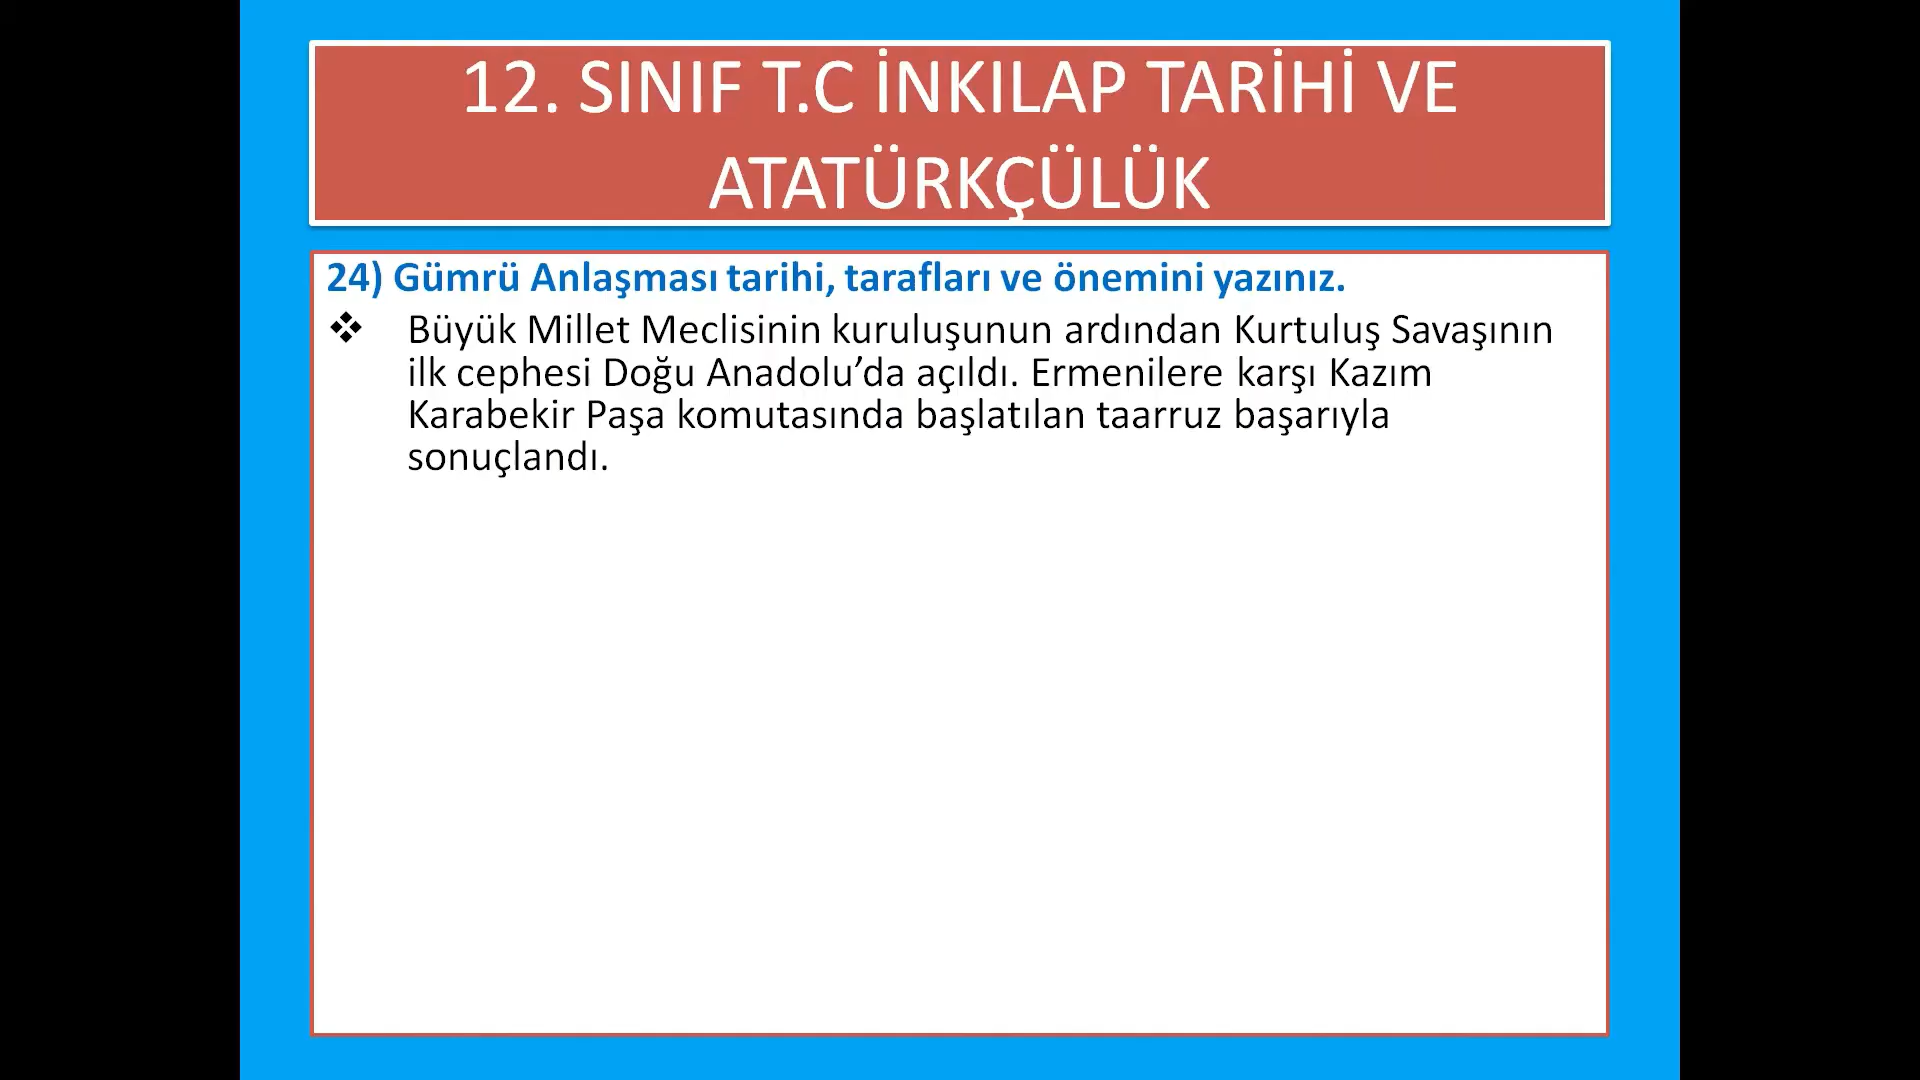 12. SINIF T.C İNKILAP TARİHİ VE
ATATÜRKÇÜLÜK
24) Gümrü Anlaşması tarihi, tarafları ve önemini yazınız.
❖ Büyük Millet Meclisinin kuruluşunun ardından Kurtuluş Savaşının
ilk cephesi Doğu Anadolu’da açıldı. Ermenilere karşı Kazım
Karabekir Paşa komutasında başlatılan taarruz başarıyla
sonuçlandı.